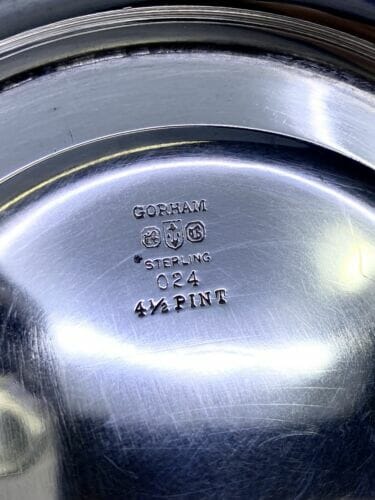 GORHAM
STERLING
024
4½ PINT